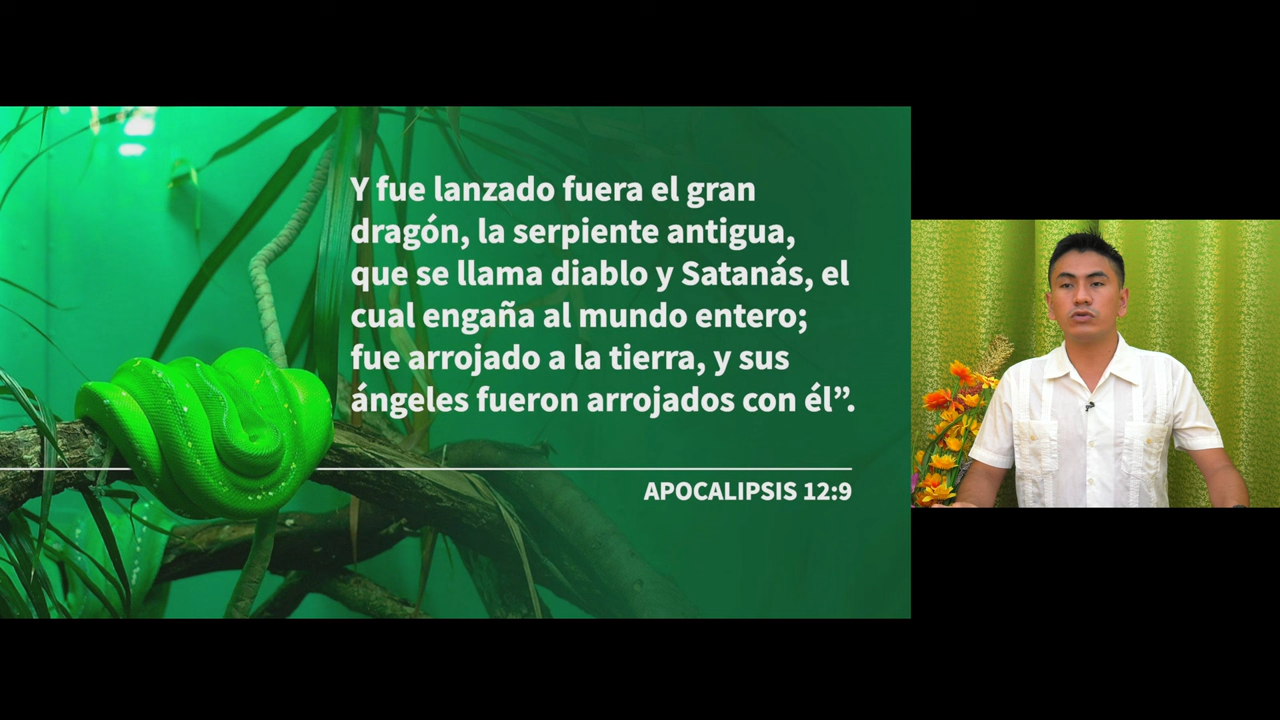 Y fue lanzado fuera el gran
dragón, la serpiente antigua,
que se llama diablo y Satanás, el
cual engaña al mundo entero;
fue arrojado a la tierra, y sus
ángeles fueron arrojados con él”.
APOCALIPSIS 12:9